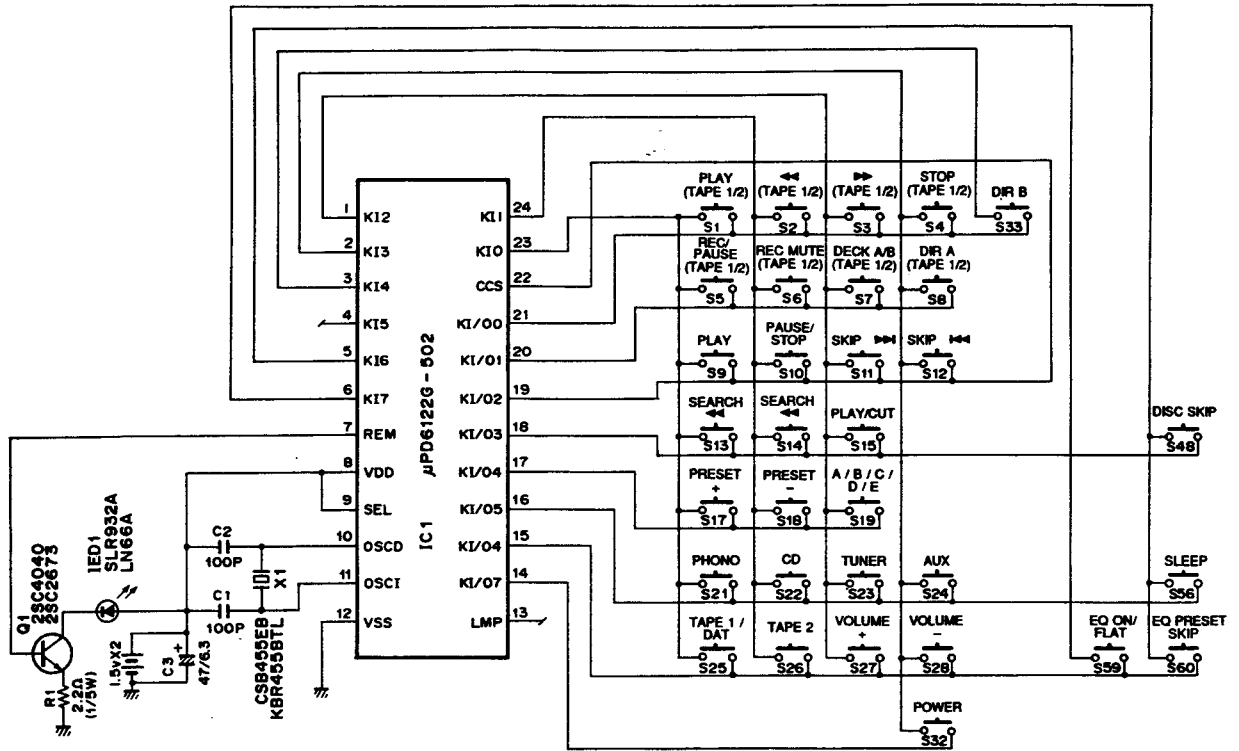 PLAY
(TAPE 1/2)
S1
◀◀
(TAPE 1/2)
S2
▶▶
(TAPE 1/2)
S3
STOP
(TAPE 1/2)
S4
DIR B
S33
REC/
PAUSE
(TAPE 1/2)
S5
REC MUTE
(TAPE 1/2)
S6
DECK A/B
(TAPE 1/2)
S7
DIR A
(TAPE 1/2)
S8
PLAY
S9
PAUSE/
STOP
S10
SKIP ▶▶|
S11
SKIP |◀◀
S12
SEARCH
◀◀
S13
SEARCH
◀◀
S14
PLAY/CUT
S15
DISC SKIP
S48
PRESET
+
S17
PRESET
-
S18
A / B / C /
D / E
S19
PHONO
S21
CD
S22
TUNER
S23
AUX
S24
SLEEP
S56
TAPE 1 /
DAT
S25
TAPE 2
S26
VOLUME
+
S27
VOLUME
-
S28
EQ ON/
FLAT
S59
EQ PRESET
SKIP
S60
POWER
S32
1 KI2
2 KI3
3 KI4
4 KI5
5 KI6
6 KI7
7 REM
8 VDD
9 SEL
10 OSCD
11 OSCI
12 VSS
KI1 24
KI0 23
CCS 22
KI/O0 21
KI/O1 20
KI/O2 19
KI/O3 18
KI/O4 17
KI/O5 16
KI/O4 15
KI/O7 14
LMP 13
μPD6122G-502
IC1
IED1
SLR932A
LN66A
Q1
2SC4040
2SC2673
R1
2.2Ω
(1/5W)
1.5vX2
C3
+
47/6.3
C2
100P
C1
100P
X1
CSB455EB
KBR455BTL